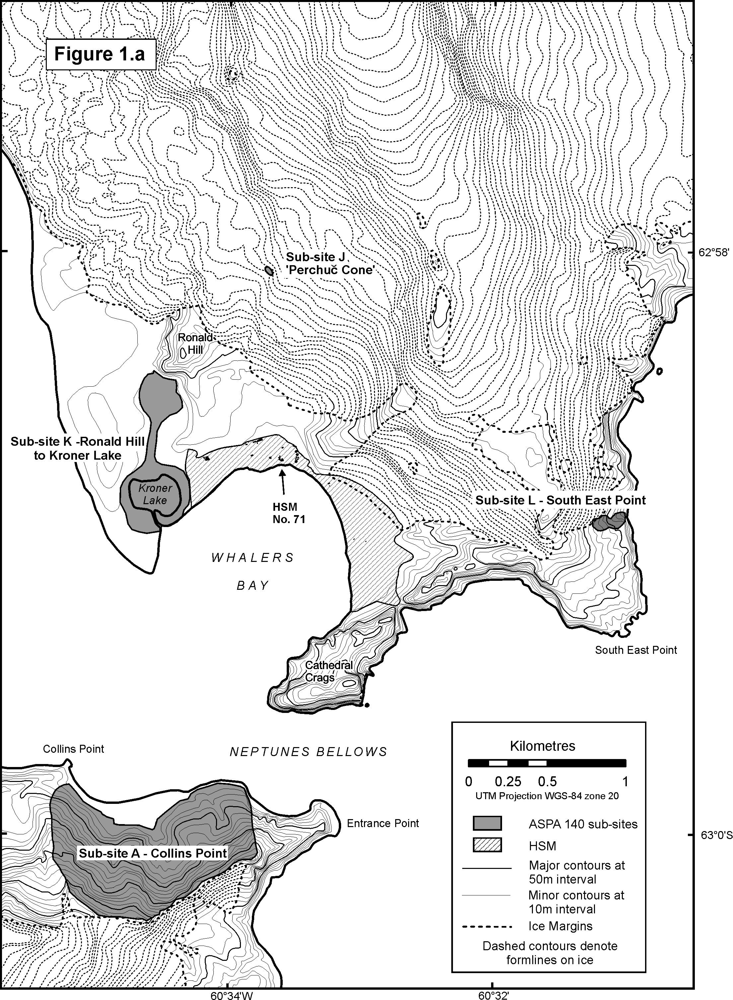 Figure 1.a
62°58'
Sub-site J
'Perchuč Cone'
Ronald
Hill
Sub-site K -Ronald Hill
to Kroner Lake
Kroner
Lake
HSM
No. 71
Sub-site L - South East Point
WHALERS
BAY
South East Point
Cathedral
Crags
Collins Point
NEPTUNES BELLOWS
Entrance Point
Sub-site A - Collins Point
Kilometres
0 0.25 0.5 1
UTM Projection WGS-84 zone 20
ASPA 140 sub-sites
HSM
Major contours at
50m interval
Minor contours at
10m interval
Ice Margins
Dashed contours denote
formlines on ice
63°0'S
60°34'W
60°32'